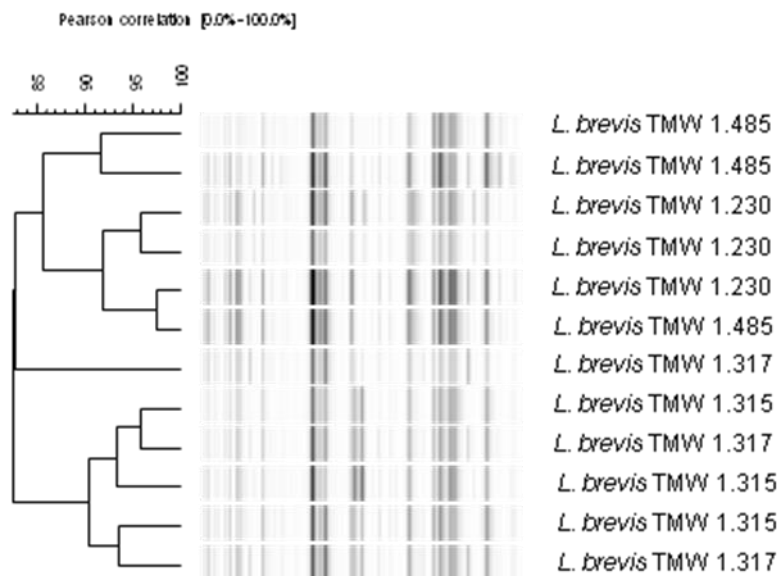 Pearson correlation [0.0%-100.0%]
85 90 95 100
L. brevis TMW 1.485
L. brevis TMW 1.485
L. brevis TMW 1.230
L. brevis TMW 1.230
L. brevis TMW 1.230
L. brevis TMW 1.485
L. brevis TMW 1.317
L. brevis TMW 1.315
L. brevis TMW 1.317
L. brevis TMW 1.315
L. brevis TMW 1.315
L. brevis TMW 1.317